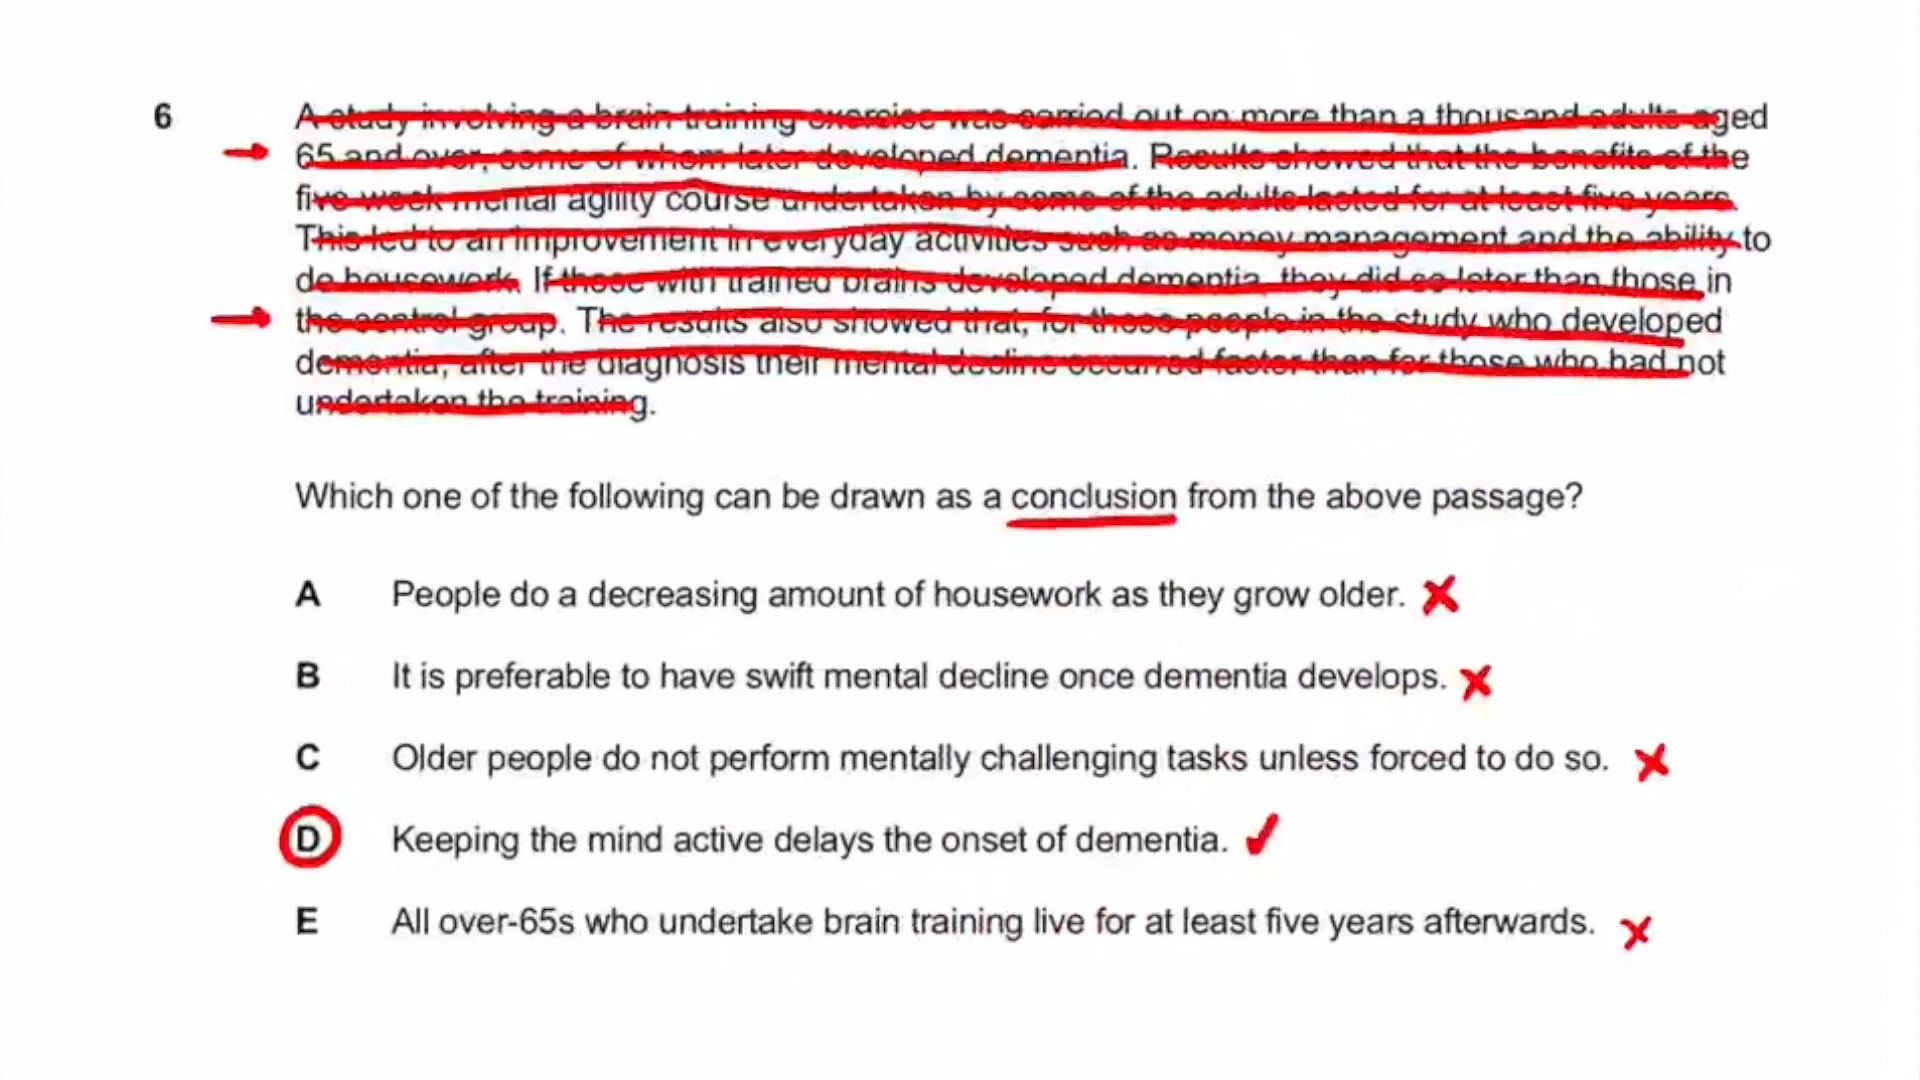 6 A study involving a brain training exercise was carried out on more than a thousand adults aged
65 and over, some of whom later developed dementia. Results showed that the benefits of the
five-week mental agility course undertaken by some of the adults lasted for at least five years.
This led to an improvement in everyday activities such as money management and the ability to
do housework. If those with trained brains developed dementia, they did so later than those in
the control group. The results also showed that, for those people in the study who developed
dementia, after the diagnosis their mental decline occurred faster than for those who had not
undertaken the training.
Which one of the following can be drawn as a conclusion from the above passage?
A People do a decreasing amount of housework as they grow older.
B It is preferable to have swift mental decline once dementia develops.
C Older people do not perform mentally challenging tasks unless forced to do so.
D Keeping the mind active delays the onset of dementia.
E All over-65s who undertake brain training live for at least five years afterwards.